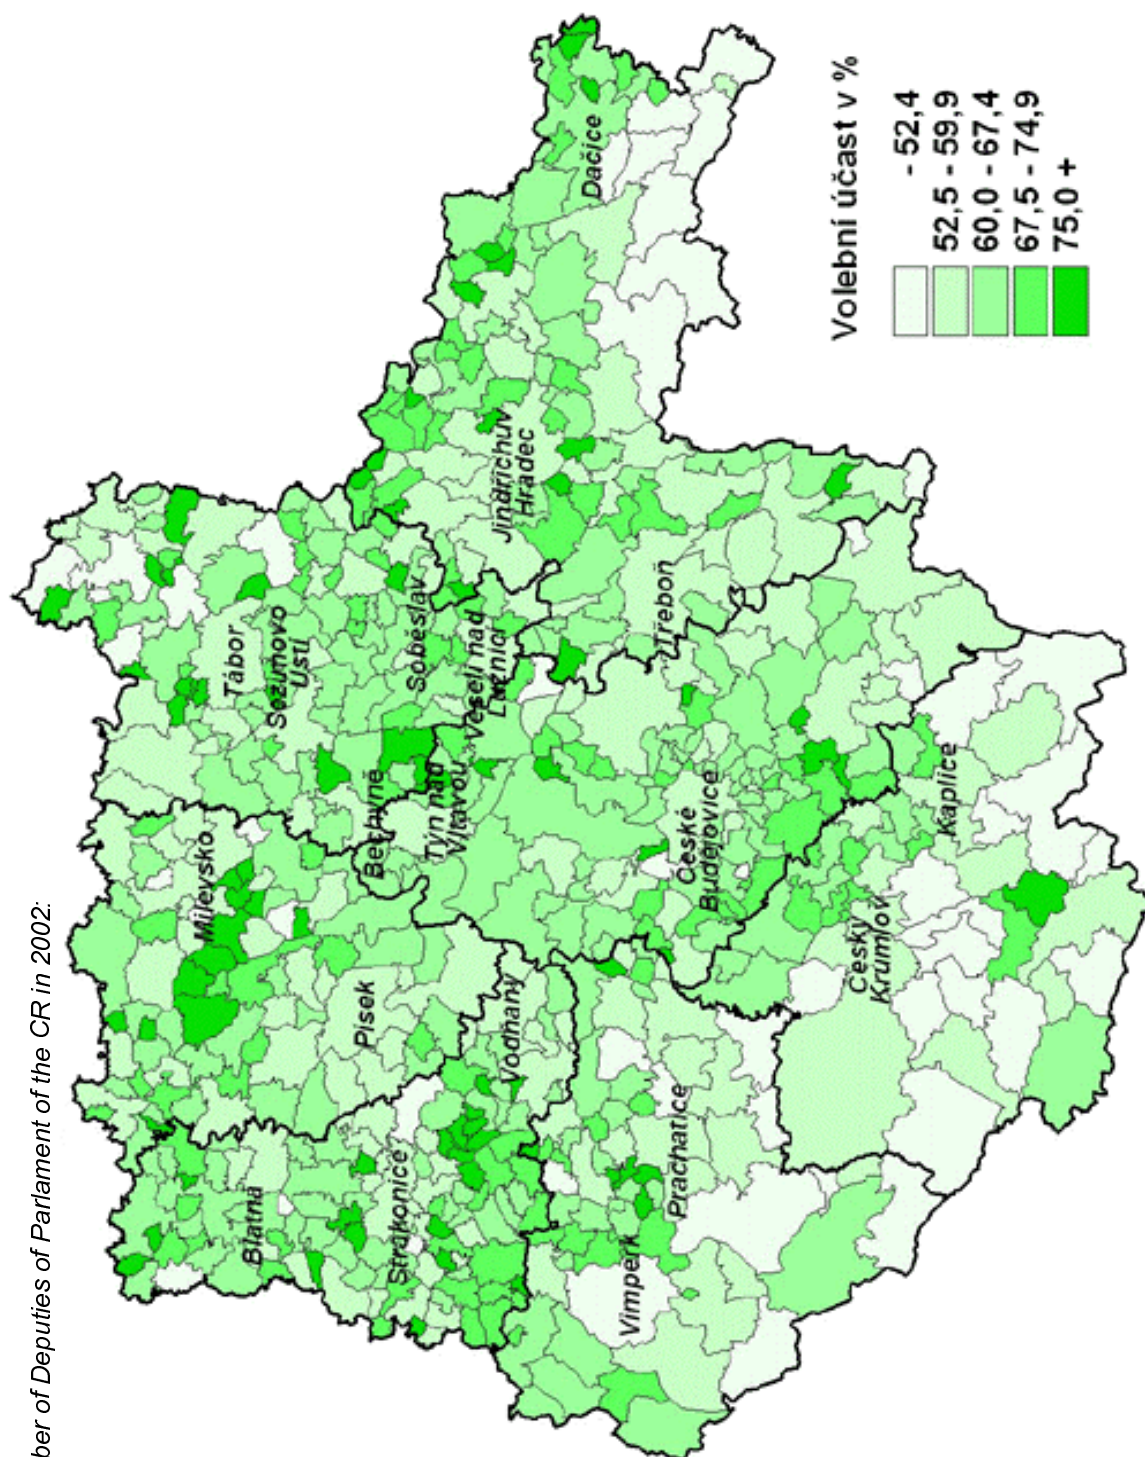 ber of Deputies of Parlament of the CR in 2002:
Milevsko
Tábor
Blatná
Sezimovo
Ústí
Písek
Bechyně
Strakonice
Soběslav
Týn nad
Vltavou
Veselí nad
Lužnicí
Jindřichův
Hradec
Vodňany
Dačice
Vimperk
Třeboň
Prachatice
České
Budějovice
Český
Krumlov
Kaplice
Volební účast v %
- 52,4
52,5 - 59,9
60,0 - 67,4
67,5 - 74,9
75,0 +